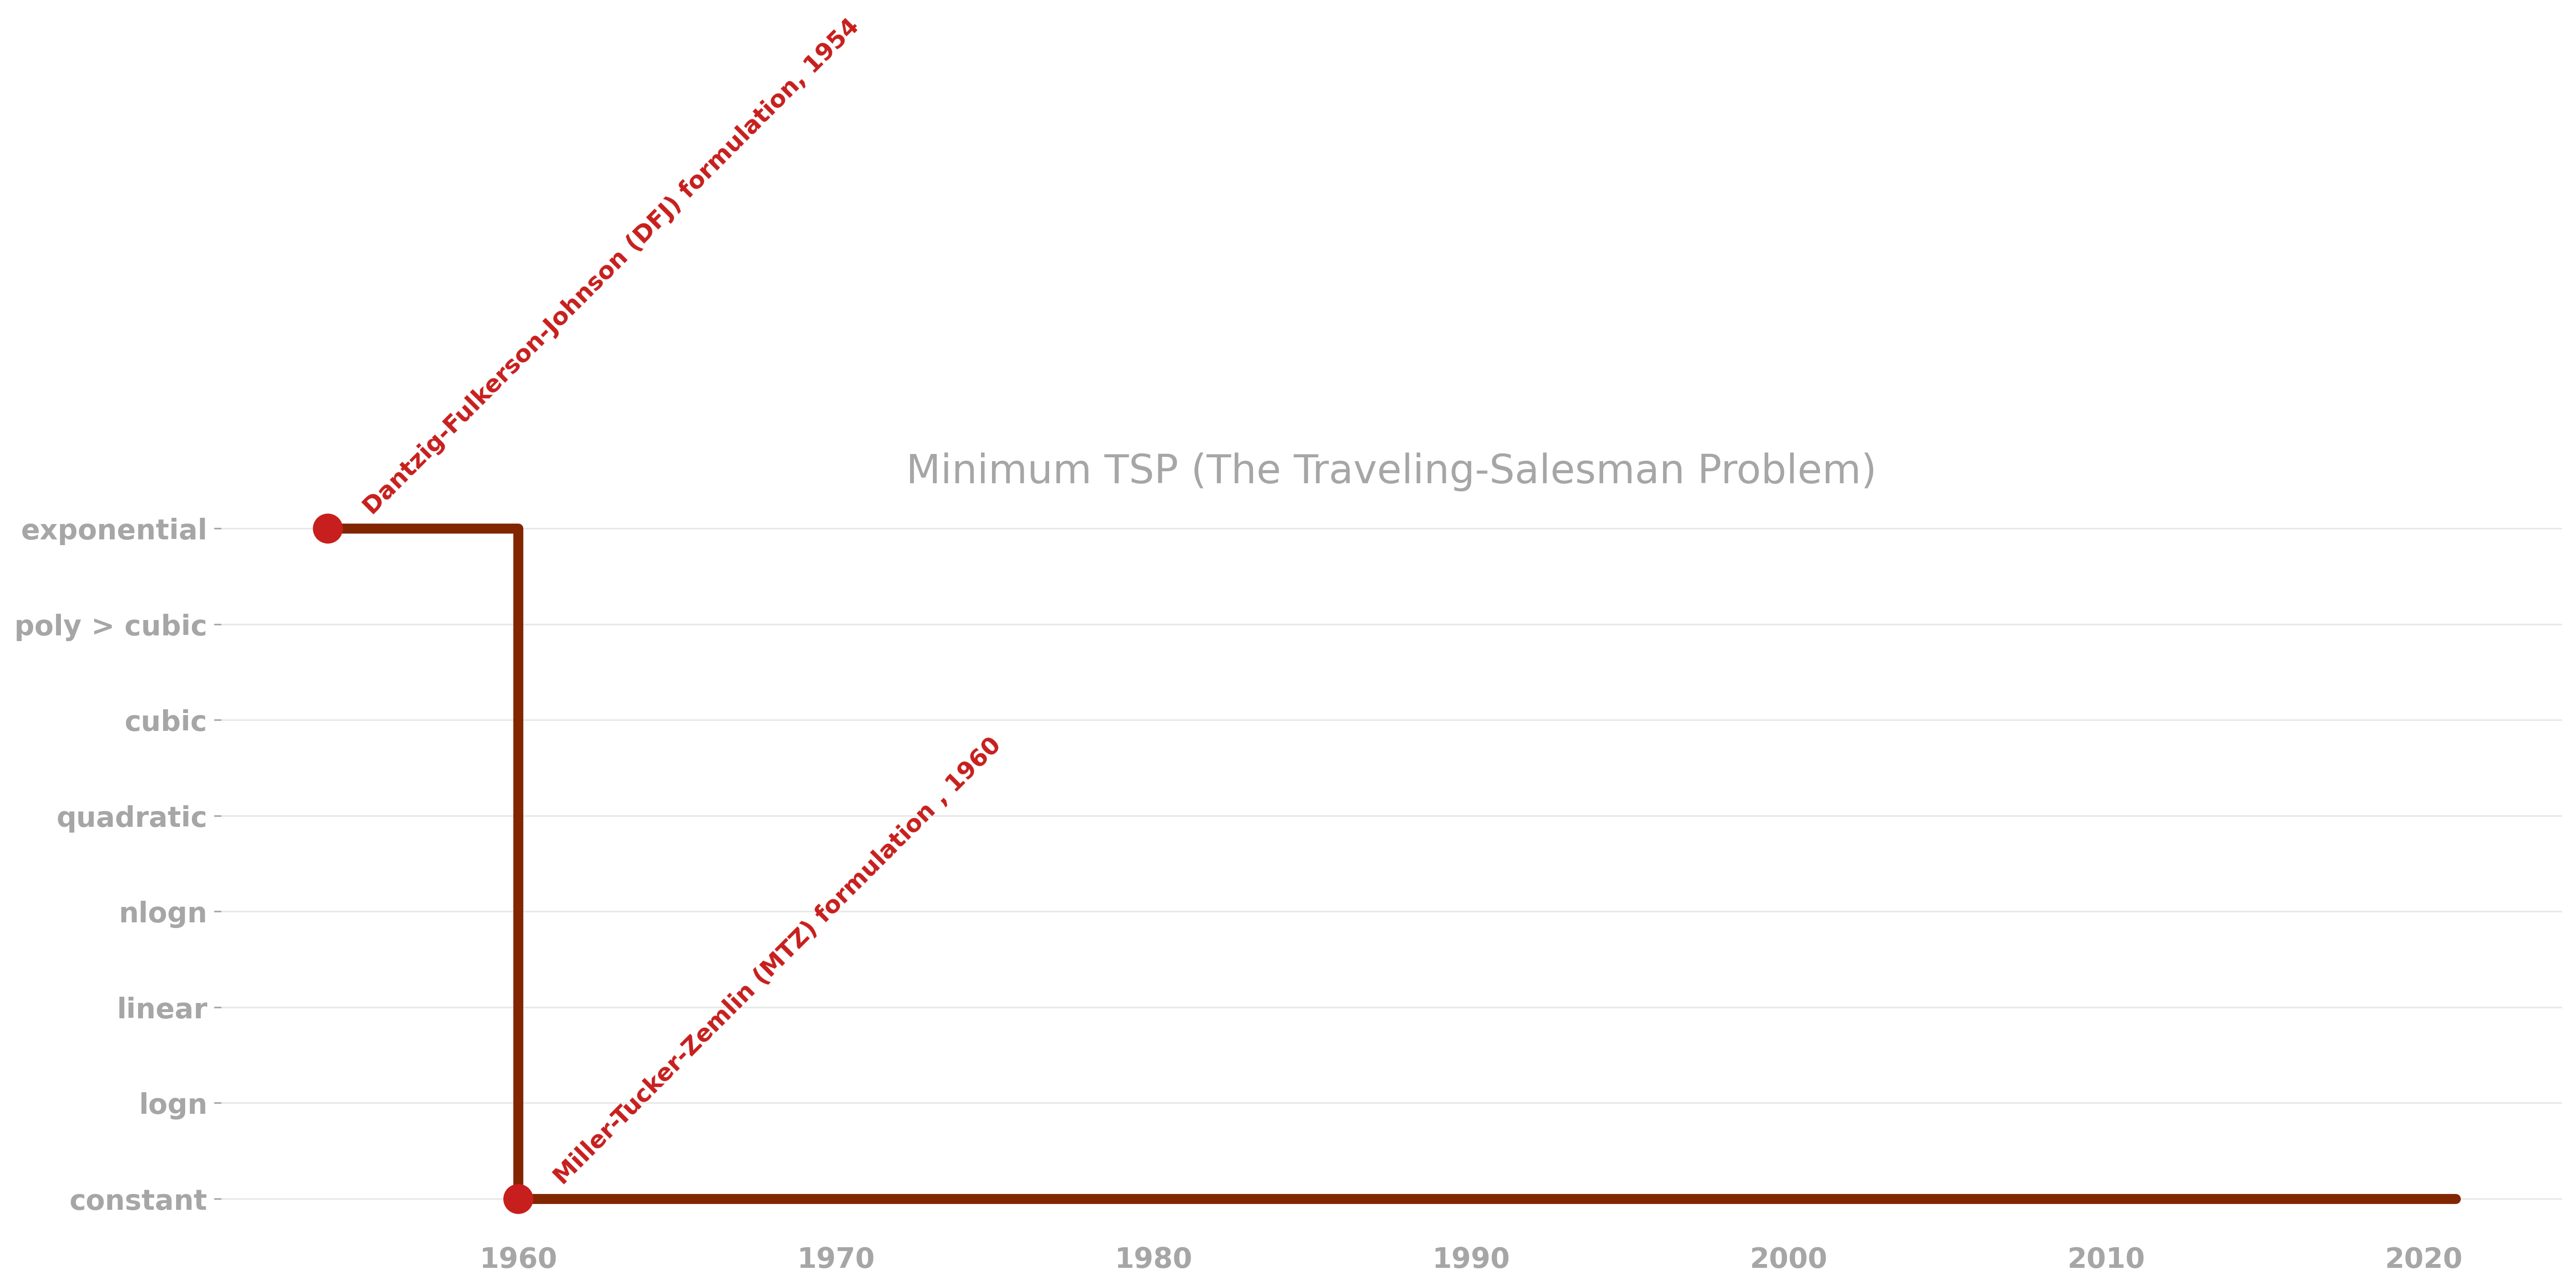 Dantzig-Fulkerson-Johnson (DFJ) formulation, 1954
Minimum TSP (The Traveling-Salesman Problem)
exponential
poly > cubic
cubic
quadratic
nlogn
linear
logn
constant
Miller-Tucker-Zemlin (MTZ) formulation , 1960
1960 1970 1980 1990 2000 2010 2020